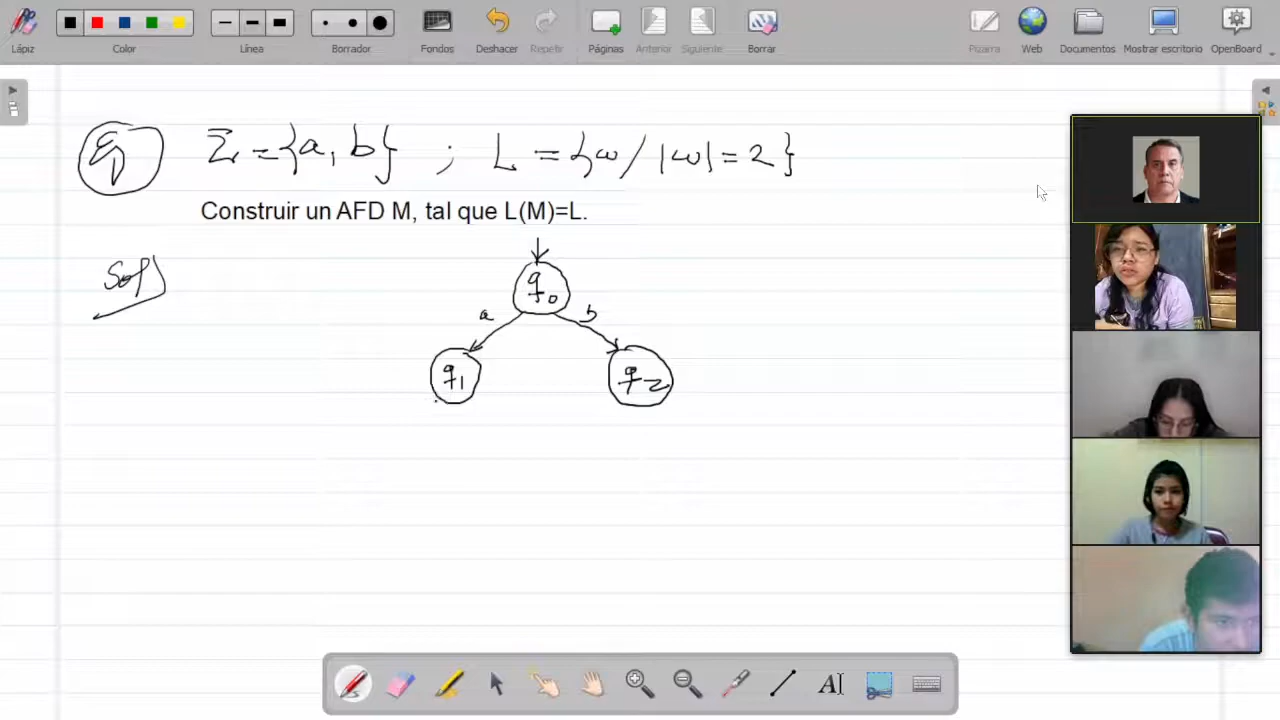 Lápiz Color Línea Borrador Fondos Deshacer Repetir Páginas Anterior Siguiente Borrar Pizarra Web Documentos Mostrar escritorio OpenBoard
Σ = {a, b} ; L = {ω / |ω| = 2}
Construir un AFD M, tal que L(M)=L.
Sol
q0
a b
q1 q2
AI